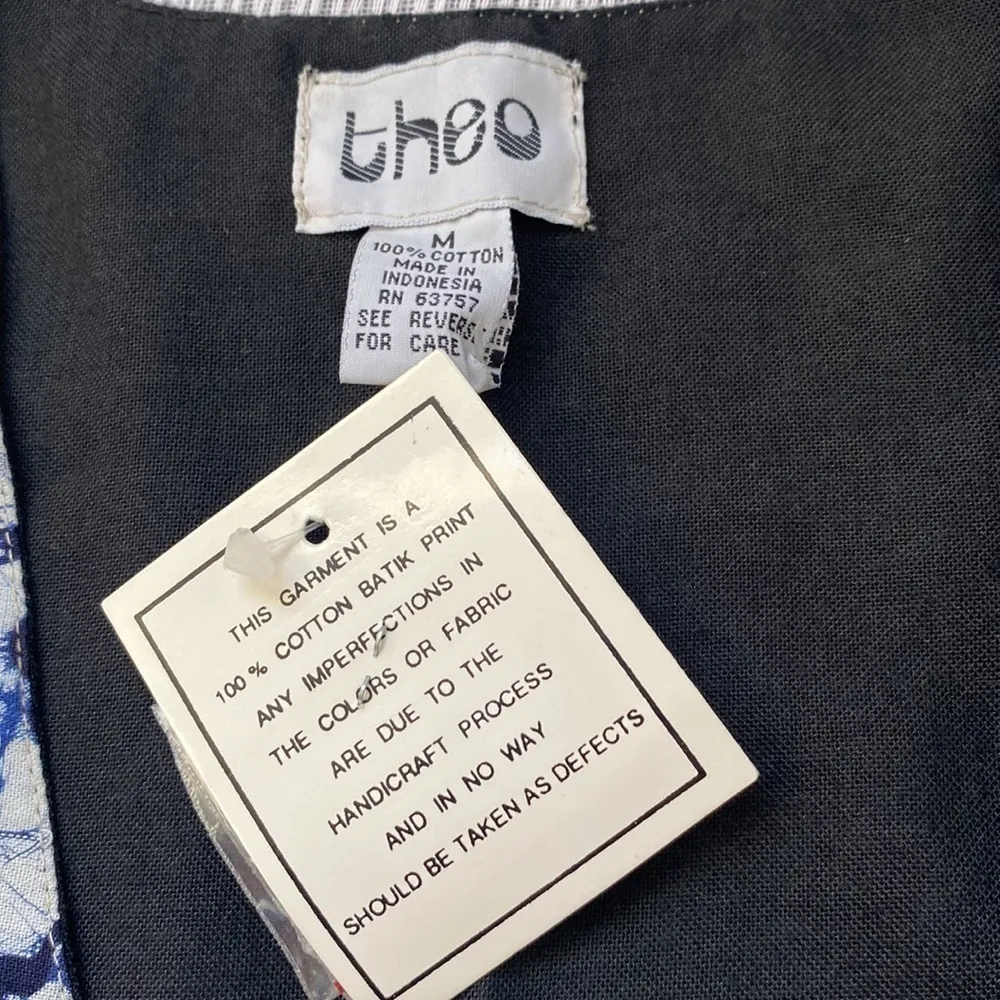 theo
M
100% COTTON
MADE IN
INDONESIA
RN 63757
SEE REVERS
FOR CARE
THIS GARMENT IS A
100 % COTTON BATIK PRINT
ANY IMPERFECTIONS IN
THE COLORS OR FABRIC
ARE DUE TO THE
HANDICRAFT PROCESS
AND IN NO WAY
SHOULD BE TAKEN AS DEFECTS